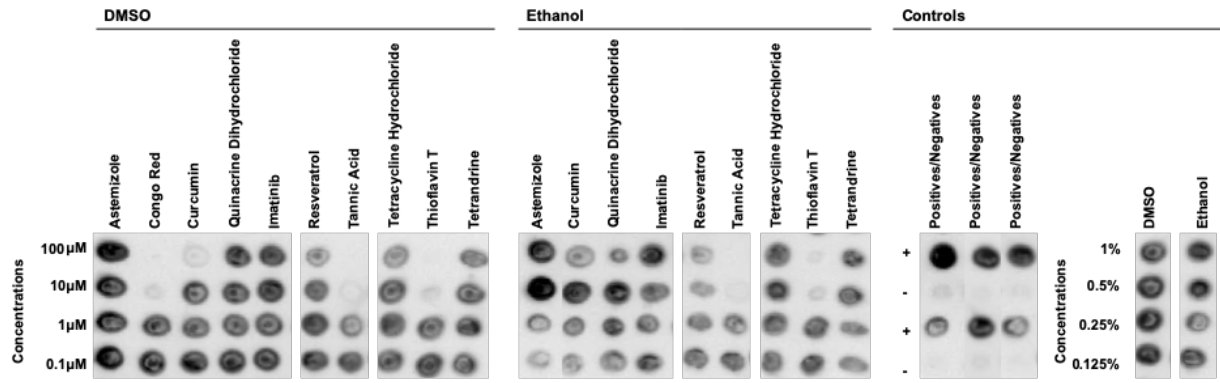 DMSO
Ethanol
Controls
Astemizole
Congo Red
Curcumin
Quinacrine Dihydrochloride
Imatinib
Resveratrol
Tannic Acid
Tetracycline Hydrochloride
Thioflavin T
Tetrandrine
Astemizole
Curcumin
Quinacrine Dihydrochloride
Imatinib
Resveratrol
Tannic Acid
Tetracycline Hydrochloride
Thioflavin T
Tetrandrine
Positives/Negatives
Positives/Negatives
Positives/Negatives
DMSO
Ethanol
Concentrations
100 µM
10µM
1µM
0.1µM
+
-
+
-
Concentrations
1%
0.5%
0.25%
0.125%